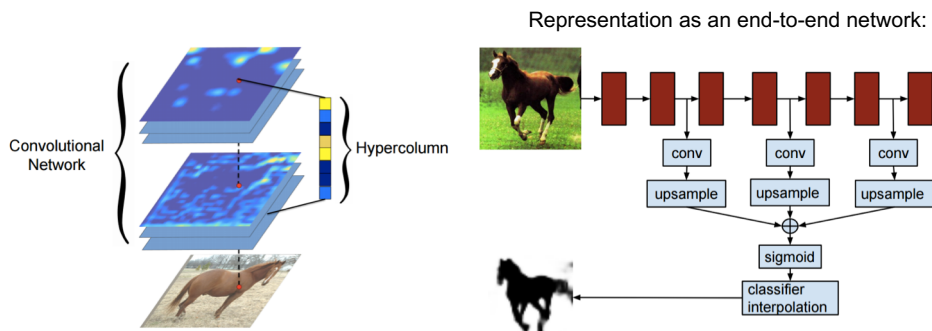 Representation as an end-to-end network:
Convolutional
Network
Hypercolumn
conv
conv
conv
upsample
upsample
upsample
sigmoid
classifier
interpolation